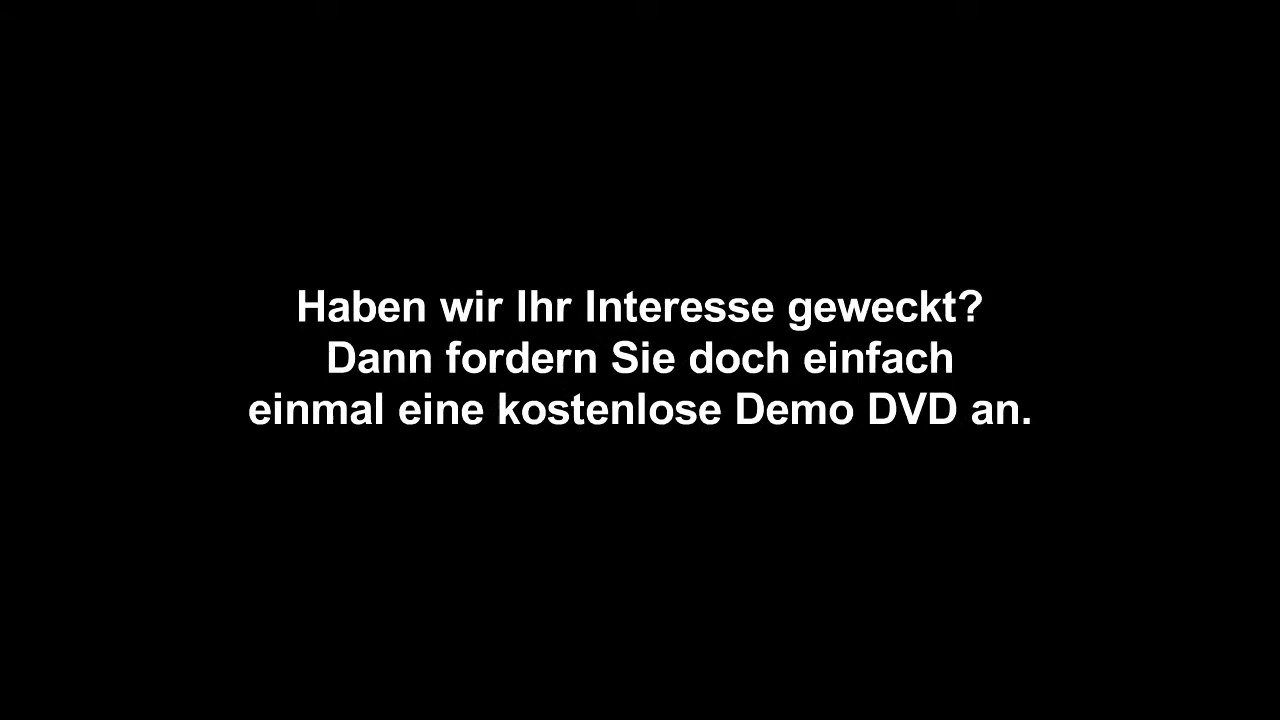 Haben wir Ihr Interesse geweckt?
Dann fordern Sie doch einfach
einmal eine kostenlose Demo DVD an.